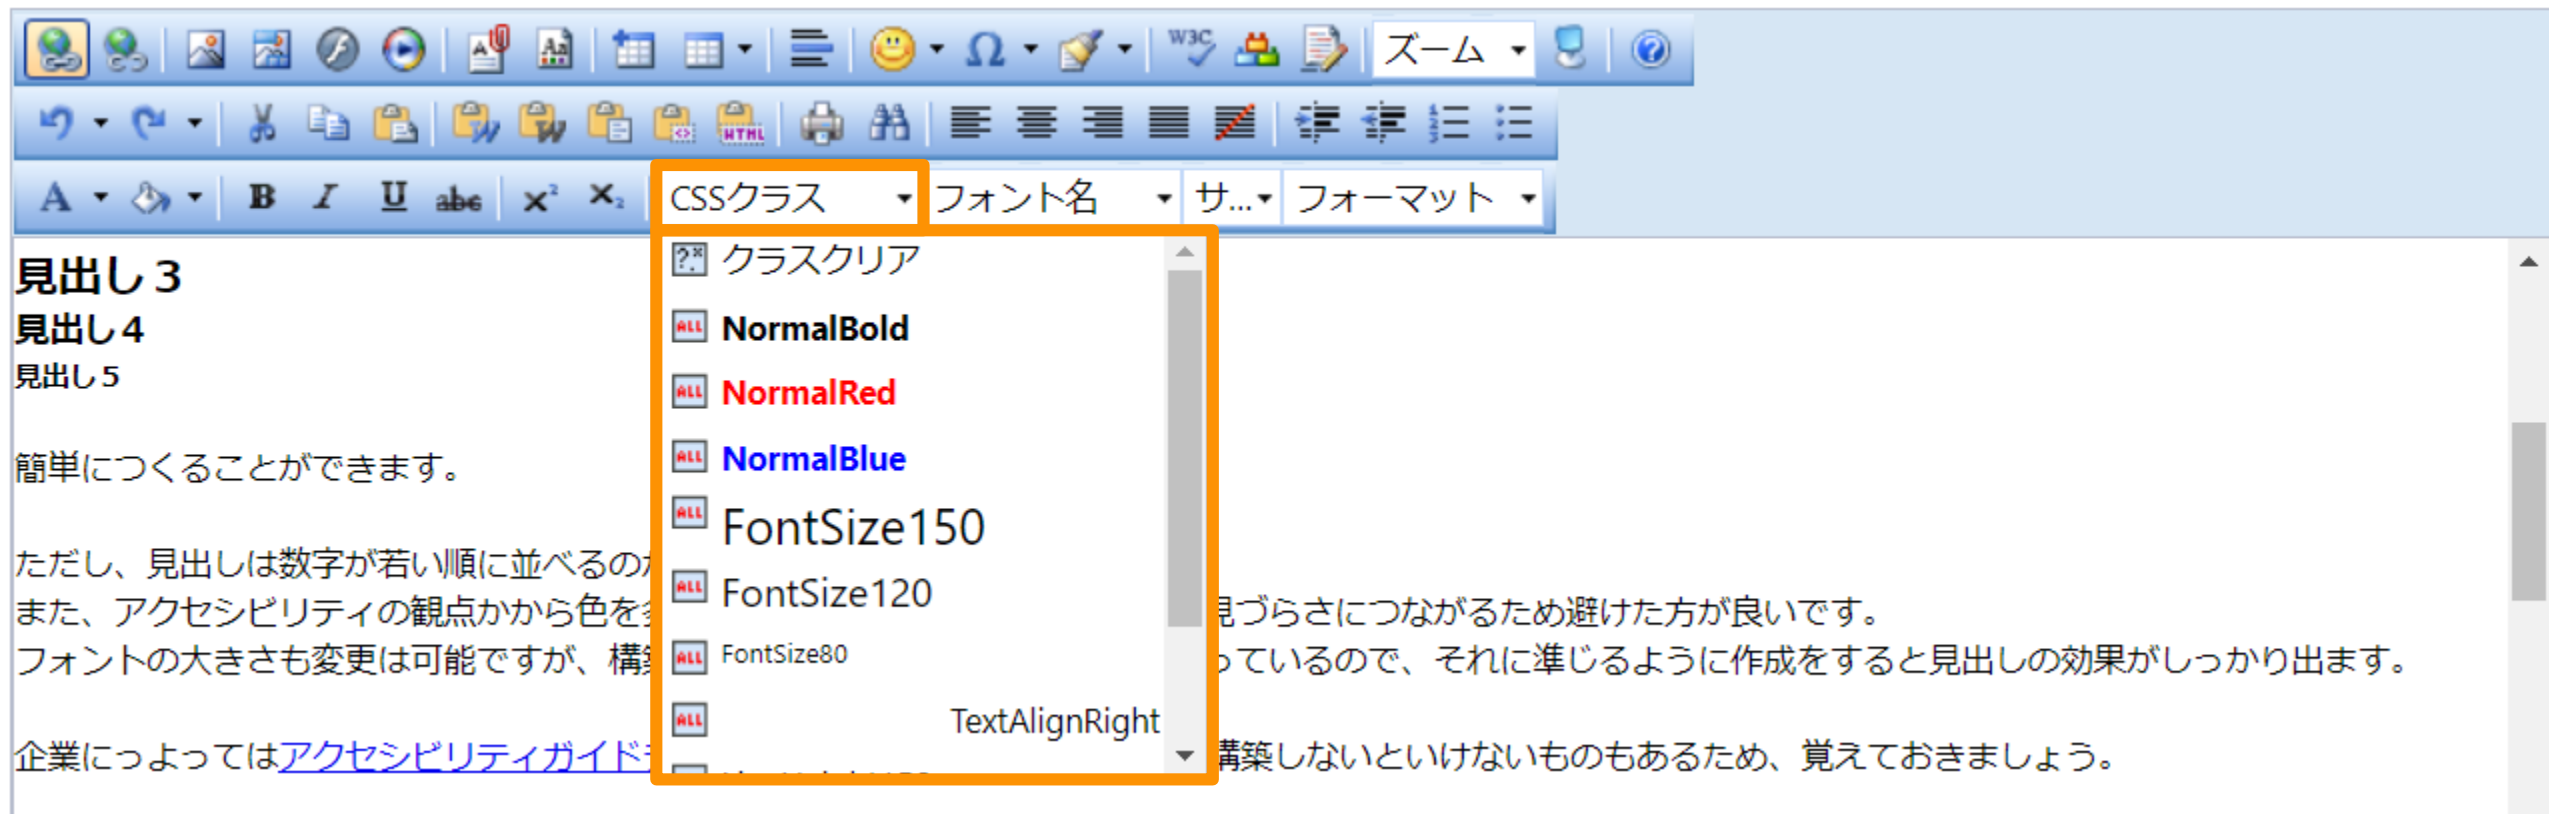 W3C ズーム
HTML
A B I U abc x² x₂ CSSクラス フォント名 サ... フォーマット
クラスクリア
NormalBold
NormalRed
NormalBlue
FontSize150
FontSize120
FontSize80
TextAlignRight
見出し3
見出し4
見出し5
簡単につくることができます。
ただし、見出しは数字が若い順に並べるの
また、アクセシビリティの観点かから色を 見づらさにつながるため避けた方が良いです。
フォントの大きさも変更は可能ですが、構 っているので、それに準じるように作成をすると見出しの効果がしっかり出ます。
企業にっよってはアクセシビリティガイド 構築しないといけないものもあるため、覚えておきましょう。